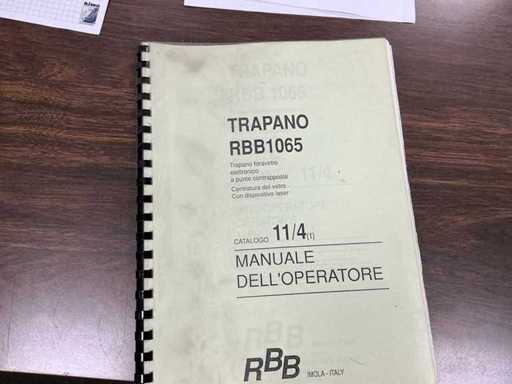 TRAPANO
RBB1065
Trapano foravetro
elettronico
a punte contrapposte
Centratura del vetro
Con dispositivo laser
CATALOGO 11/4(1)
MANUALE
DELL'OPERATORE
RBB IMOLA - ITALY